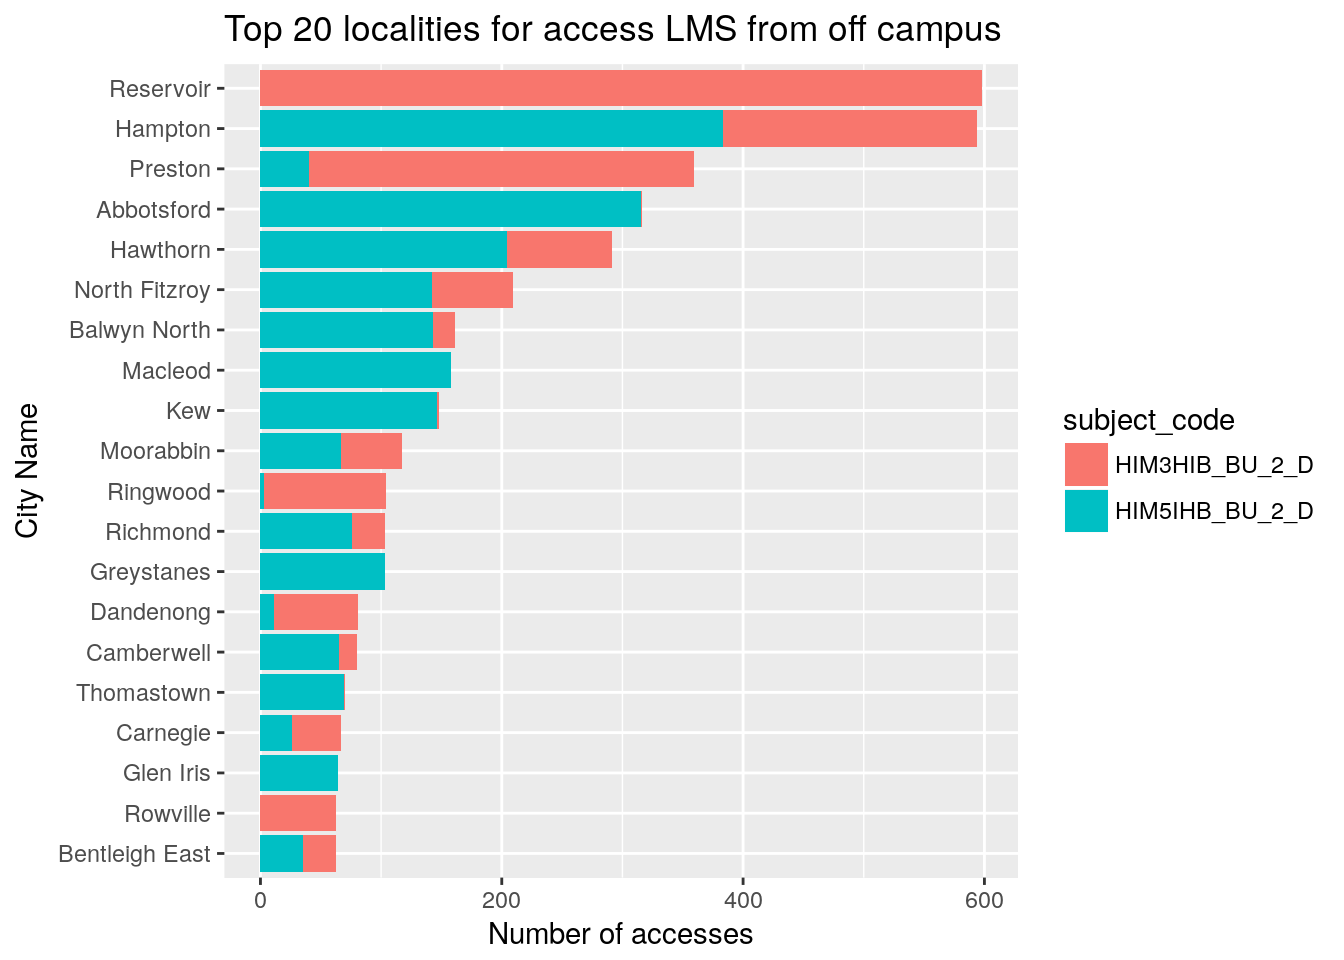 Top 20 localities for access LMS from off campus
City Name
Reservoir
Hampton
Preston
Abbotsford
Hawthorn
North Fitzroy
Balwyn North
Macleod
Kew
Moorabbin
Ringwood
Richmond
Greystanes
Dandenong
Camberwell
Thomastown
Carnegie
Glen Iris
Rowville
Bentleigh East
0 200 400 600
Number of accesses
subject_code
HIM3HIB_BU_2_D
HIM5IHB_BU_2_D